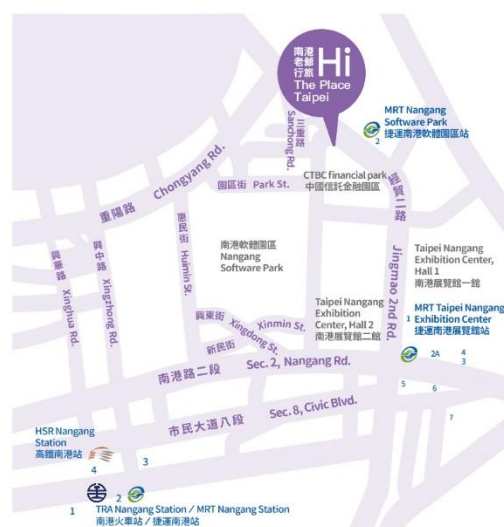 南港
老爺
行旅
Hi
The Place
Taipei
MRT Nangang
Software Park
捷運南港軟體園區站
2
三重路
Sanchong Rd.
重陽路 Chongyang Rd.
CTBC financial park
中國信託金融園區
園區街 Park St.
經貿二路
Jingmao 2nd Rd.
惠民街
Huimin St.
南港軟體園區
Nangang
Software Park
興華路
Xinghua Rd.
興中路
Xingzhong Rd.
Taipei Nangang
Exhibition Center,
Hall 1
南港展覽館一館
Taipei Nangang
Exhibition
Center, Hall 2
南港展覽館二館
興東街
Xingdong St.
新民街
Xinmin St.
1
MRT Taipei Nangang
Exhibition Center
捷運南港展覽館站
2A
4
3
南港路二段 Sec. 2, Nangang Rd.
5
6
市民大道八段 Sec. 8, Civic Blvd.
7
HSR Nangang
Station
高鐵南港站
4
3
1
2
TRA Nangang Station / MRT Nangang Station
南港火車站 / 捷運南港站